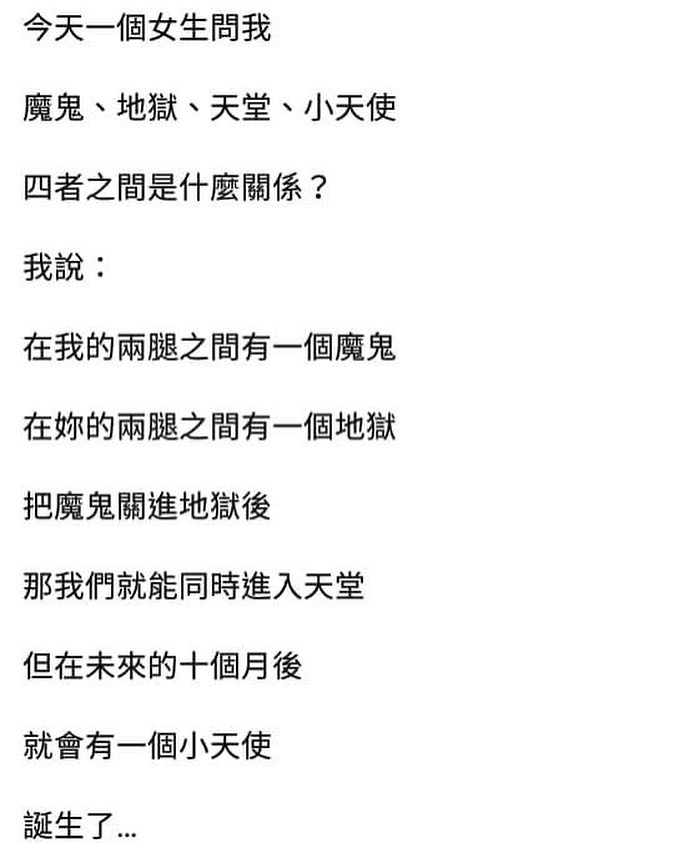 今天一個女生問我
魔鬼、地獄、天堂、小天使
四者之間是什麼關係？
我說：
在我的兩腿之間有一個魔鬼
在妳的兩腿之間有一個地獄
把魔鬼關進地獄後
那我們就能同時進入天堂
但在未來的十個月後
就會有一個小天使
誕生了...